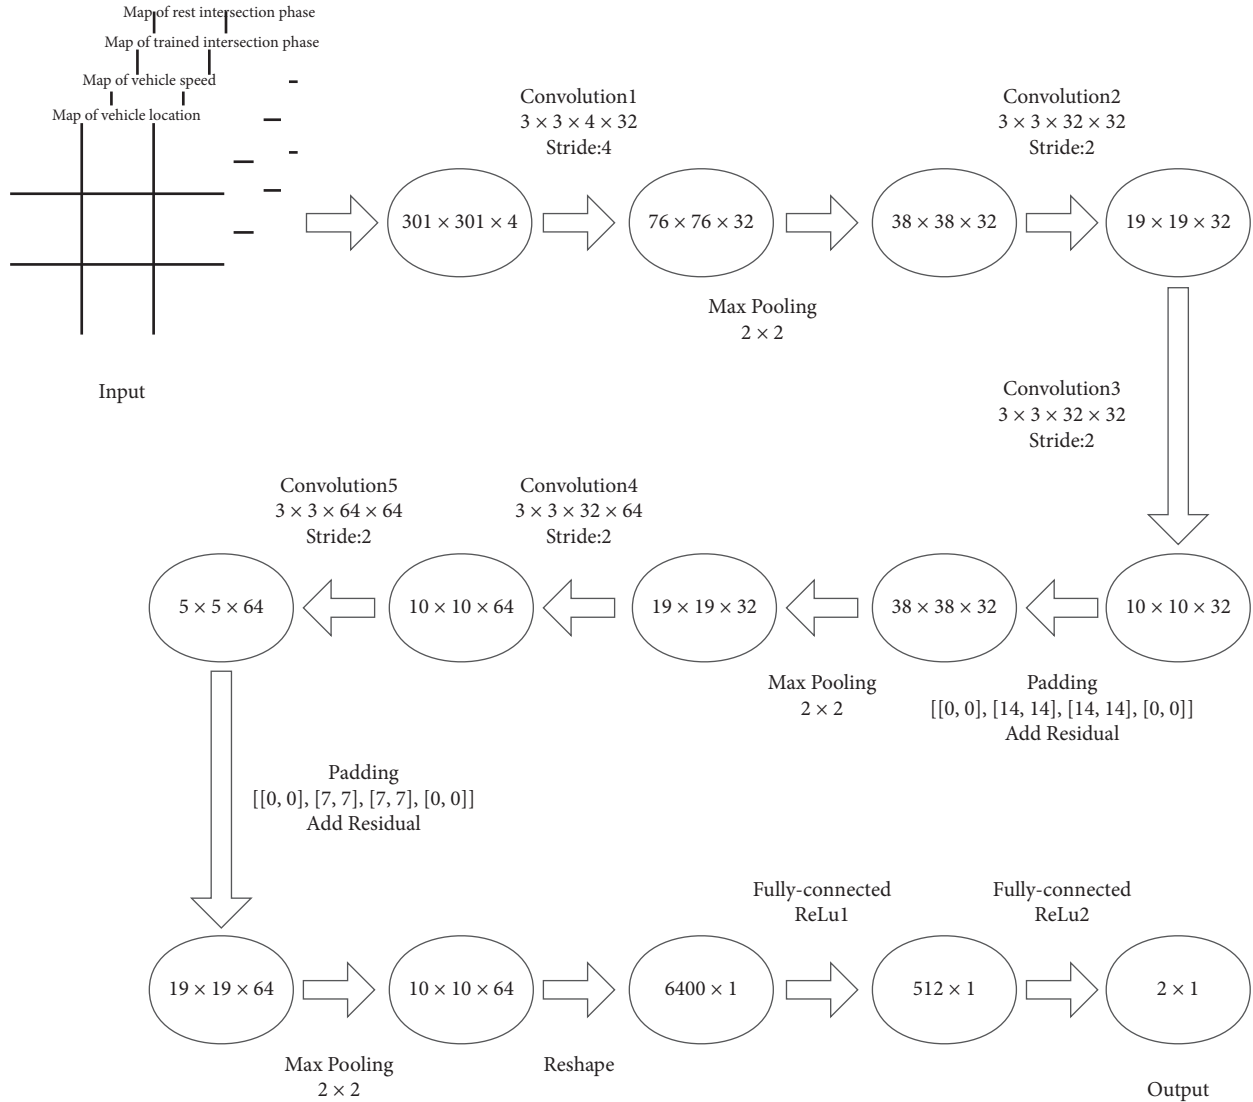 Map of rest intersection phase
Map of trained intersection phase
Map of vehicle speed
Map of vehicle location
Input
301 × 301 × 4
Convolution1
3 × 3 × 4 × 32
Stride:4
76 × 76 × 32
Max Pooling
2 × 2
38 × 38 × 32
Convolution2
3 × 3 × 32 × 32
Stride:2
19 × 19 × 32
Convolution3
3 × 3 × 32 × 32
Stride:2
10 × 10 × 32
Padding
[[0, 0], [14, 14], [14, 14], [0, 0]]
Add Residual
38 × 38 × 32
Max Pooling
2 × 2
19 × 19 × 32
Convolution4
3 × 3 × 32 × 64
Stride:2
10 × 10 × 64
Convolution5
3 × 3 × 64 × 64
Stride:2
5 × 5 × 64
Padding
[[0, 0], [7, 7], [7, 7], [0, 0]]
Add Residual
19 × 19 × 64
Max Pooling
2 × 2
10 × 10 × 64
Reshape
6400 × 1
Fully-connected
ReLu1
512 × 1
Fully-connected
ReLu2
2 × 1
Output